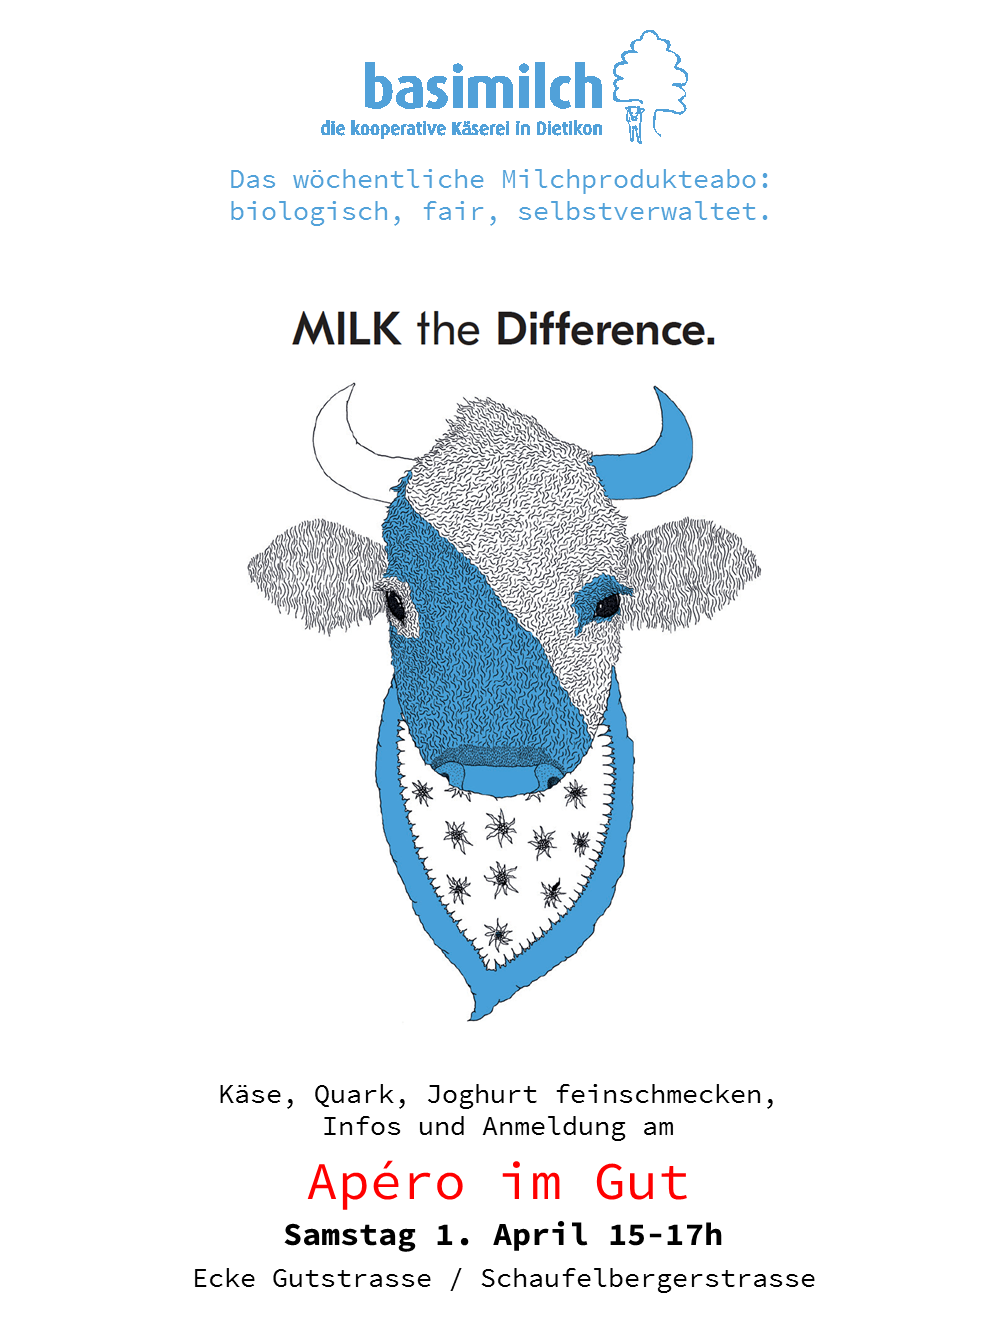 basimilch
die kooperative Käserei in Dietikon
Das wöchentliche Milchprodukteabo:
biologisch, fair, selbstverwaltet.
MILK the Difference.
Käse, Quark, Joghurt feinschmecken,
Infos und Anmeldung am
Apéro im Gut
Samstag 1. April 15-17h
Ecke Gutstrasse / Schaufelbergerstrasse